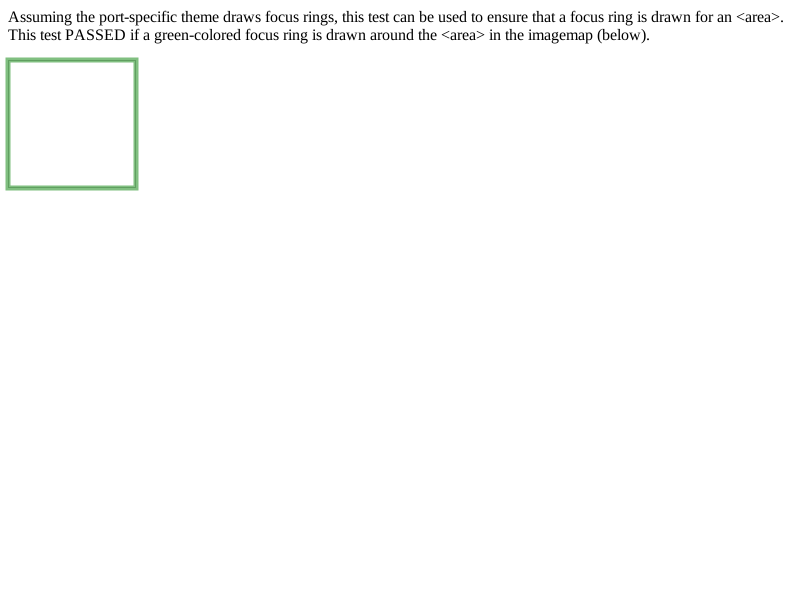 Assuming the port-specific theme draws focus rings, this test can be used to ensure that a focus ring is drawn for an <area>.
This test PASSED if a green-colored focus ring is drawn around the <area> in the imagemap (below).